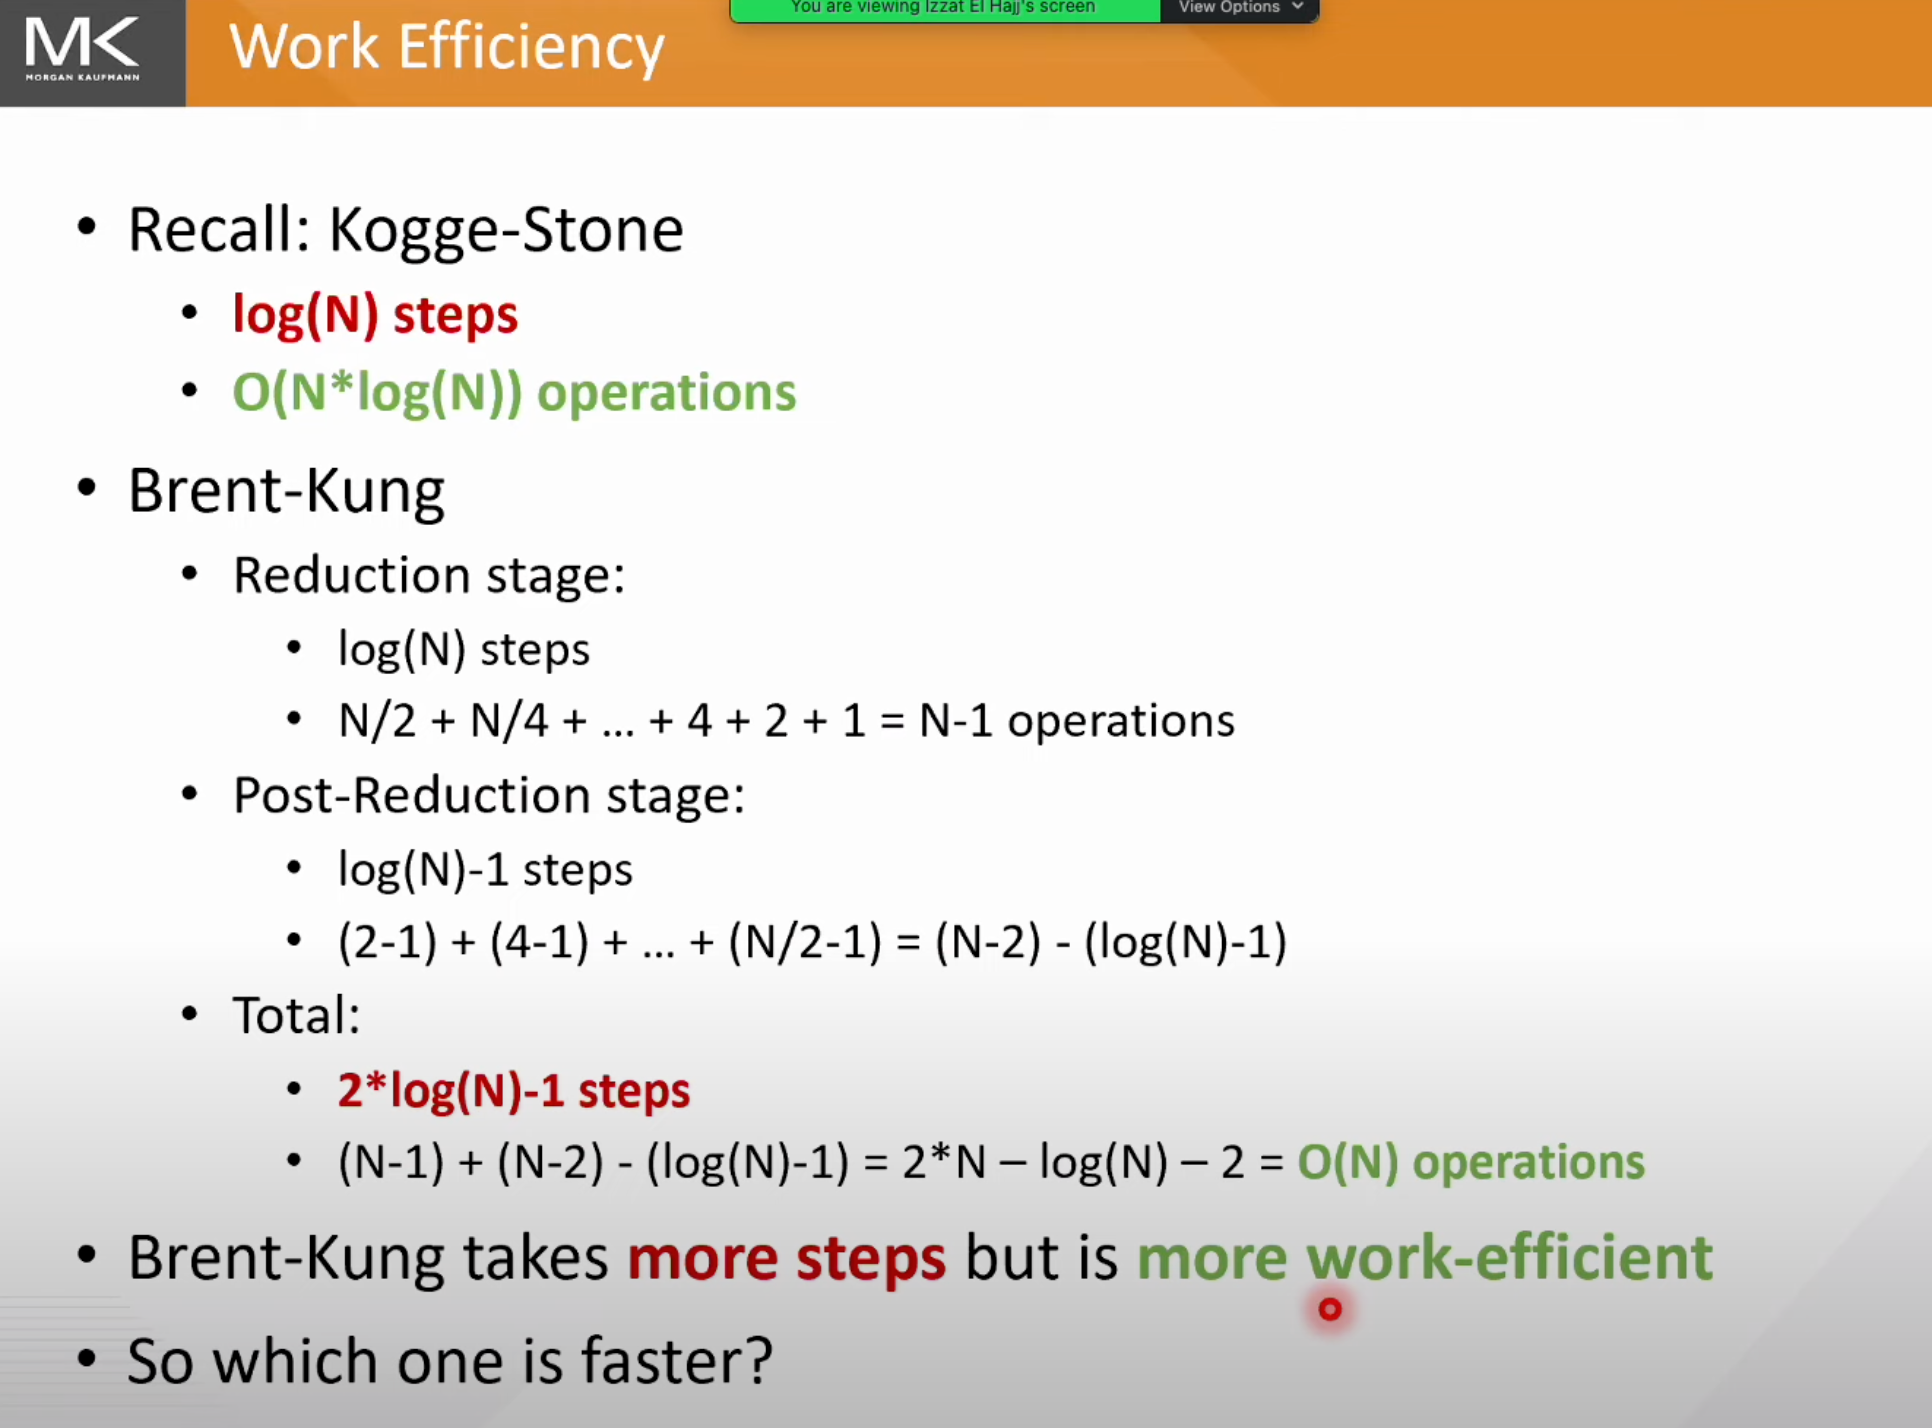 You are viewing Izzat El Hajj's screen
View Options
MK
MORGAN KAUFMANN
Work Efficiency
• Recall: Kogge-Stone
• log(N) steps
• O(N*log(N)) operations
• Brent-Kung
• Reduction stage:
• log(N) steps
• N/2 + N/4 + ... + 4 + 2 + 1 = N-1 operations
• Post-Reduction stage:
• log(N)-1 steps
• (2-1) + (4-1) + ... + (N/2-1) = (N-2) - (log(N)-1)
• Total:
• 2*log(N)-1 steps
• (N-1) + (N-2) - (log(N)-1) = 2*N – log(N) – 2 = O(N) operations
• Brent-Kung takes more steps but is more work-efficient
• So which one is faster?